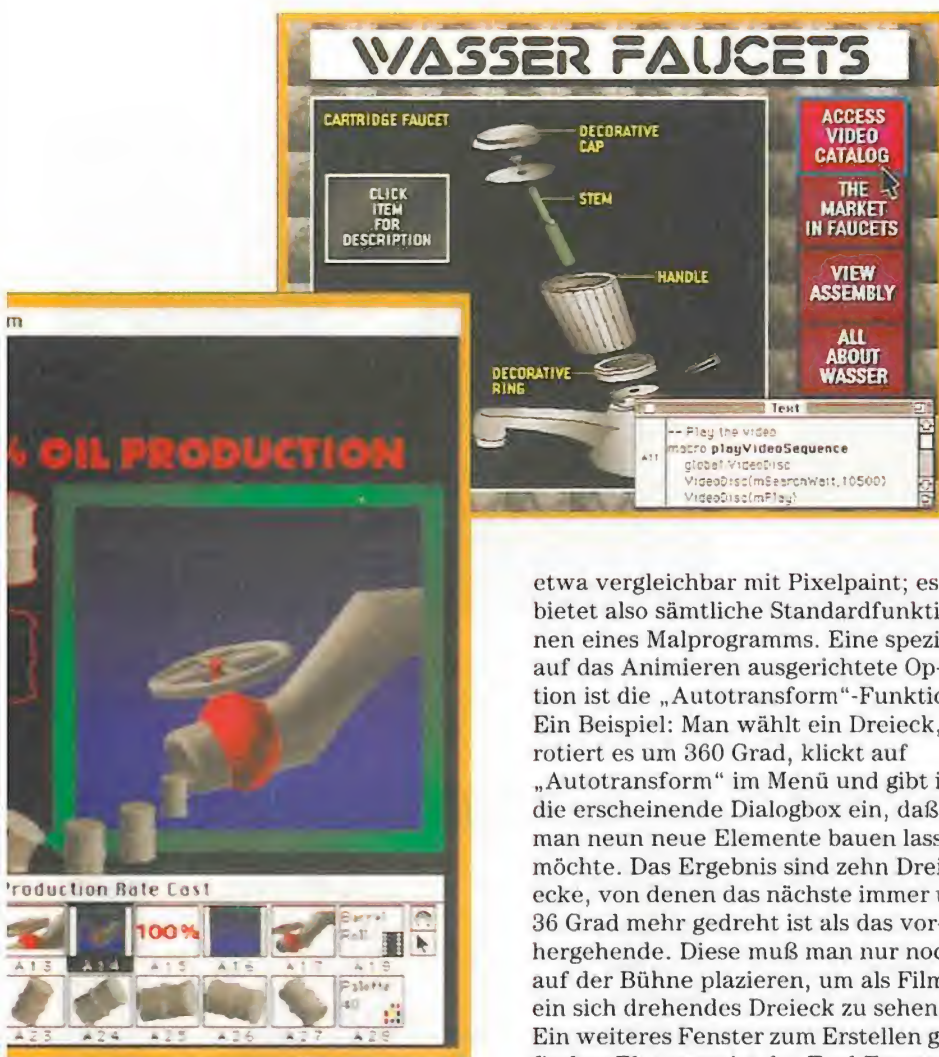 WASSER FAUCETS
CARTRIDGE FAUCET
DECORATIVE
CAP
CLICK
ITEM
FOR
DESCRIPTION
STEM
HANDLE
DECORATIVE
RING
ACCESS
VIDEO
CATALOG
THE
MARKET
IN FAUCETS
VIEW
ASSEMBLY
ALL
ABOUT
WASSER
Text
A11
-- Play the video
macro playVideoSequence
global VideoDisc
VideoDisc(mSearchWait,10500)
VideoDisc(mPlay)
m
% OIL PRODUCTION
Production Rate Cast
100%
Barrel
Roll
A13 A14 A15 A16 A17 A18
Palette
A23 A24 A25 A26 A27 A28
etwa vergleichbar mit Pixelpaint; es
bietet also sämtliche Standardfunkti
nen eines Malprogramms. Eine spezi
auf das Animieren ausgerichtete Op-
tion ist die „Autotransform“-Funktio
Ein Beispiel: Man wählt ein Dreieck,
rotiert es um 360 Grad, klickt auf
„Autotransform“ im Menü und gibt i
die erscheinende Dialogbox ein, daß
man neun neue Elemente bauen lass
möchte. Das Ergebnis sind zehn Drei
ecke, von denen das nächste immer
36 Grad mehr gedreht ist als das vor-
hergehende. Diese muß man nur noc
auf der Bühne plazieren, um als Film
ein sich drehendes Dreieck zu sehen
Ein weiteres Fenster zum Erstellen g